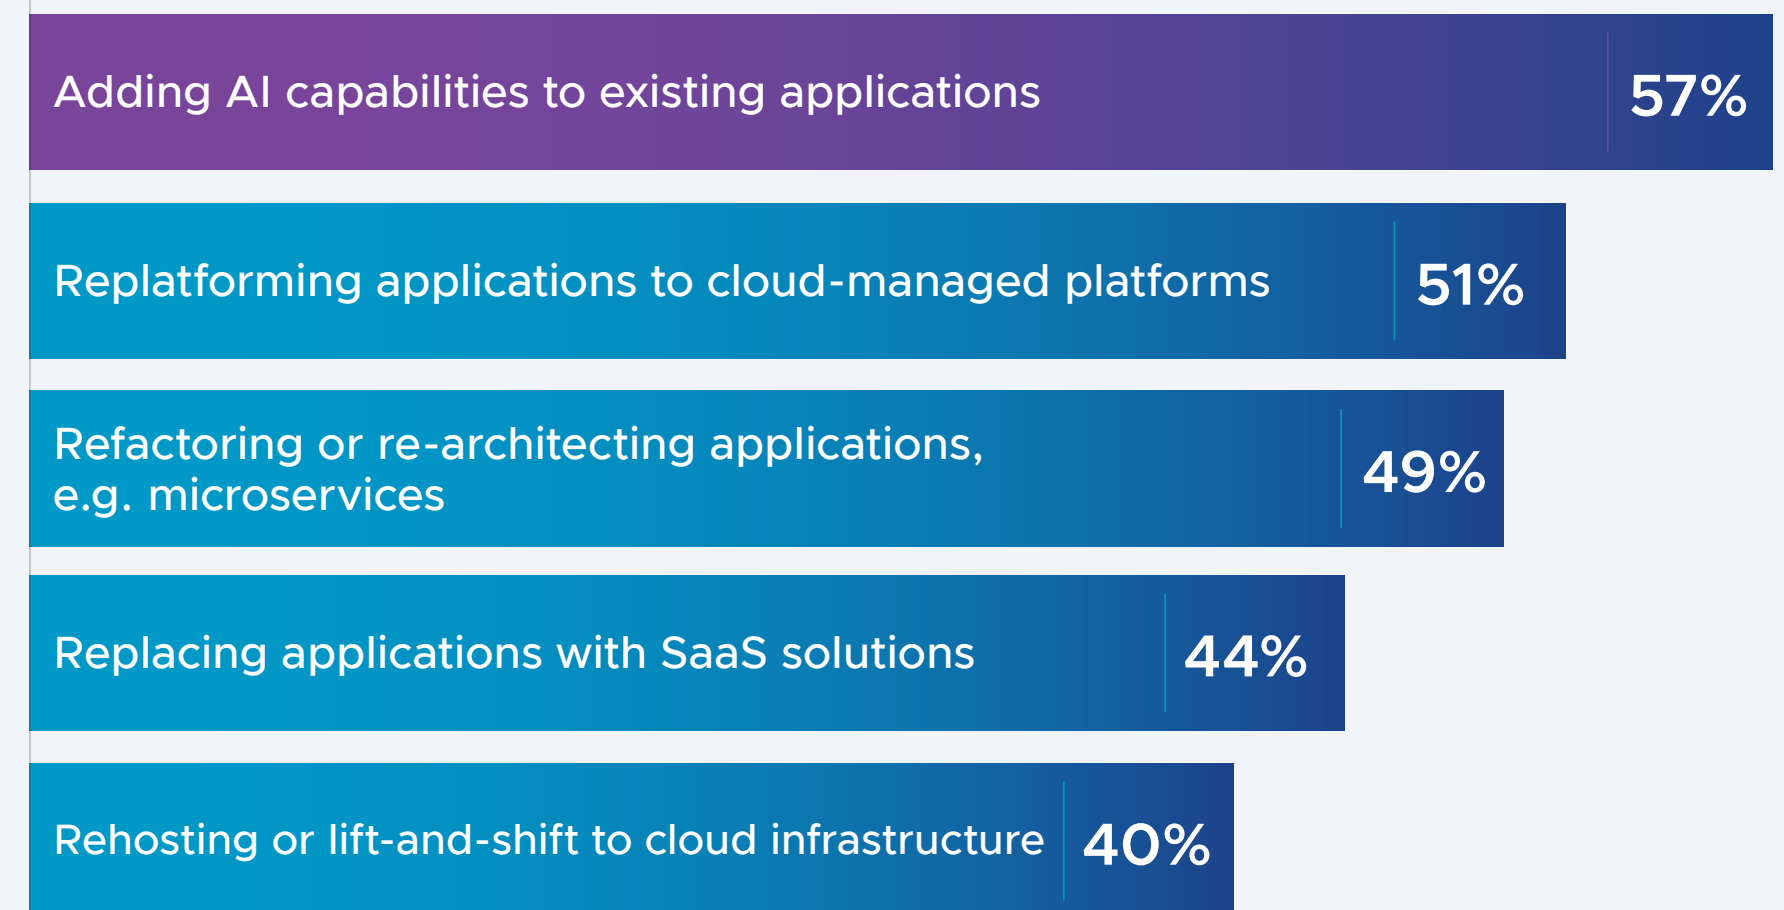 Adding AI capabilities to existing applications 57%
Replatforming applications to cloud-managed platforms 51%
Refactoring or re-architecting applications,
e.g. microservices
49%
Replacing applications with SaaS solutions 44%
Rehosting or lift-and-shift to cloud infrastructure 40%